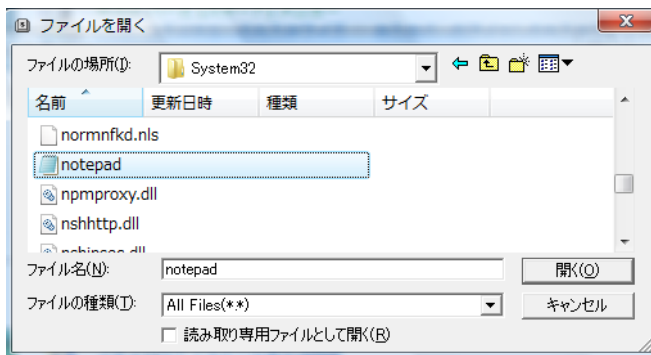 ファイルを開く
ファイルの場所(I):
System32
名前 更新日時 種類 サイズ
normnfkd.nls
notepad
npmproxy.dll
nshhttp.dll
ファイル名(N): notepad 開く(O)
ファイルの種類(T): All Files(*.*) キャンセル
読み取り専用ファイルとして開く(R)